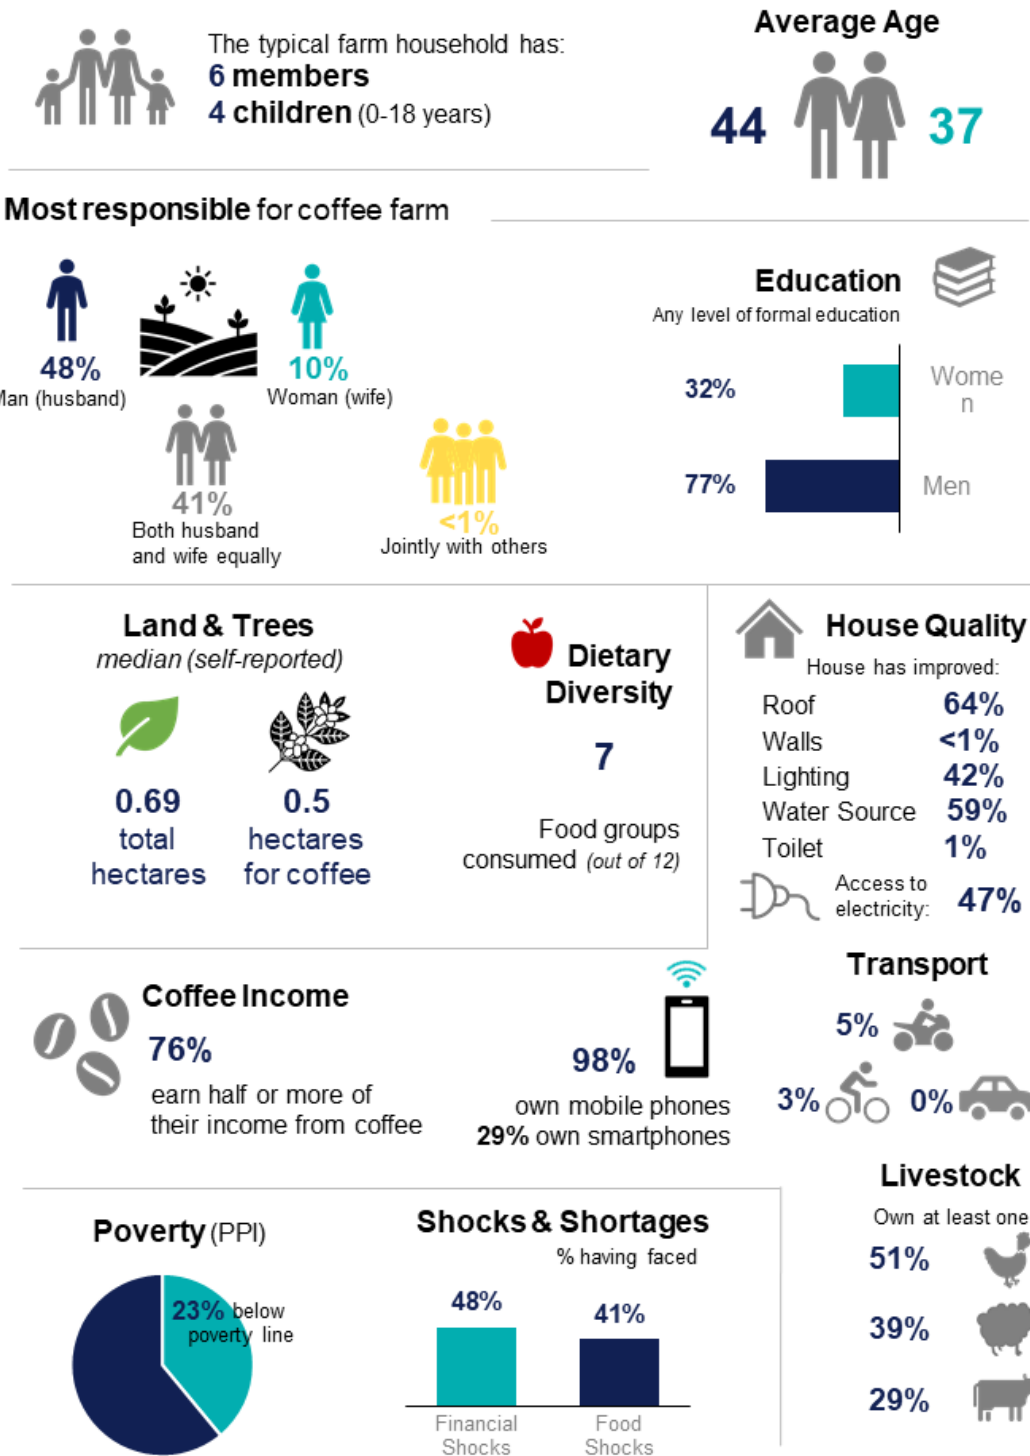 The typical farm household has:
6 members
4 children (0-18 years)
Average Age
44
37
Most responsible for coffee farm
48%
Man (husband)
10%
Woman (wife)
41%
Both husband
and wife equally
<1%
Jointly with others
Education
Any level of formal education
32%
Wome
n
77%
Men
Land & Trees
median (self-reported)
0.69
total
hectares
0.5
hectares
for coffee
Dietary
Diversity
7
Food groups
consumed (out of 12)
House Quality
House has improved:
Roof 64%
Walls <1%
Lighting 42%
Water Source 59%
Toilet 1%
Access to
electricity: 47%
Coffee Income
76%
earn half or more of
their income from coffee
98%
own mobile phones
29% own smartphones
Transport
5%
3%
0%
Livestock
Own at least one
51%
39%
29%
Poverty (PPI)
23% below
poverty line
Shocks & Shortages
% having faced
48%
41%
Financial
Shocks
Food
Shocks